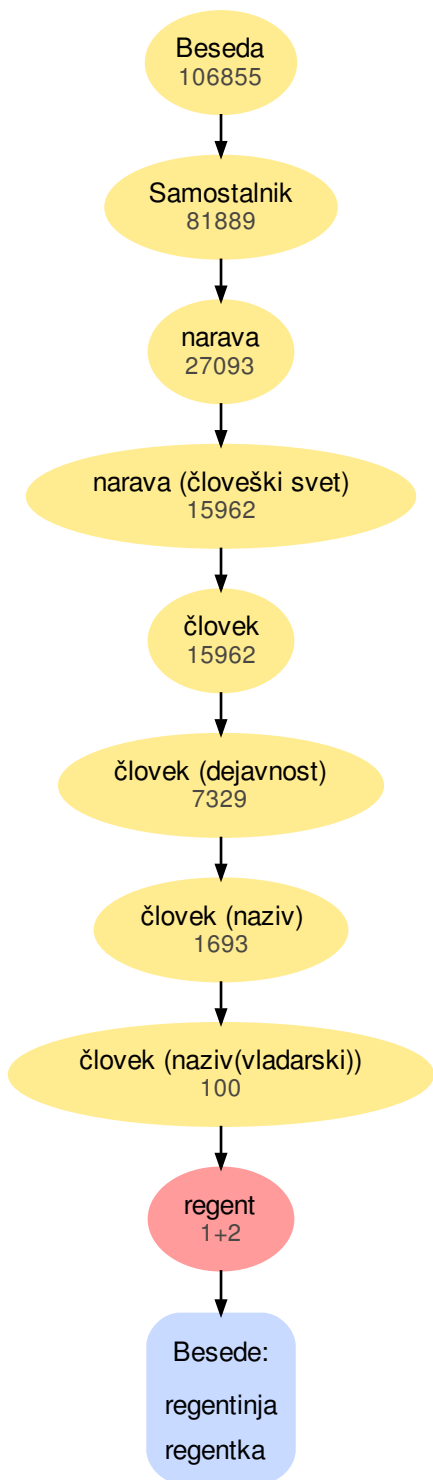 Beseda
106855
Samostalnik
81889
narava
27093
narava (človeški svet)
15962
človek
15962
človek (dejavnost)
7329
človek (naziv)
1693
človek (naziv(vladarski))
100
regent
1+2
Besede:
regentinja
regentka